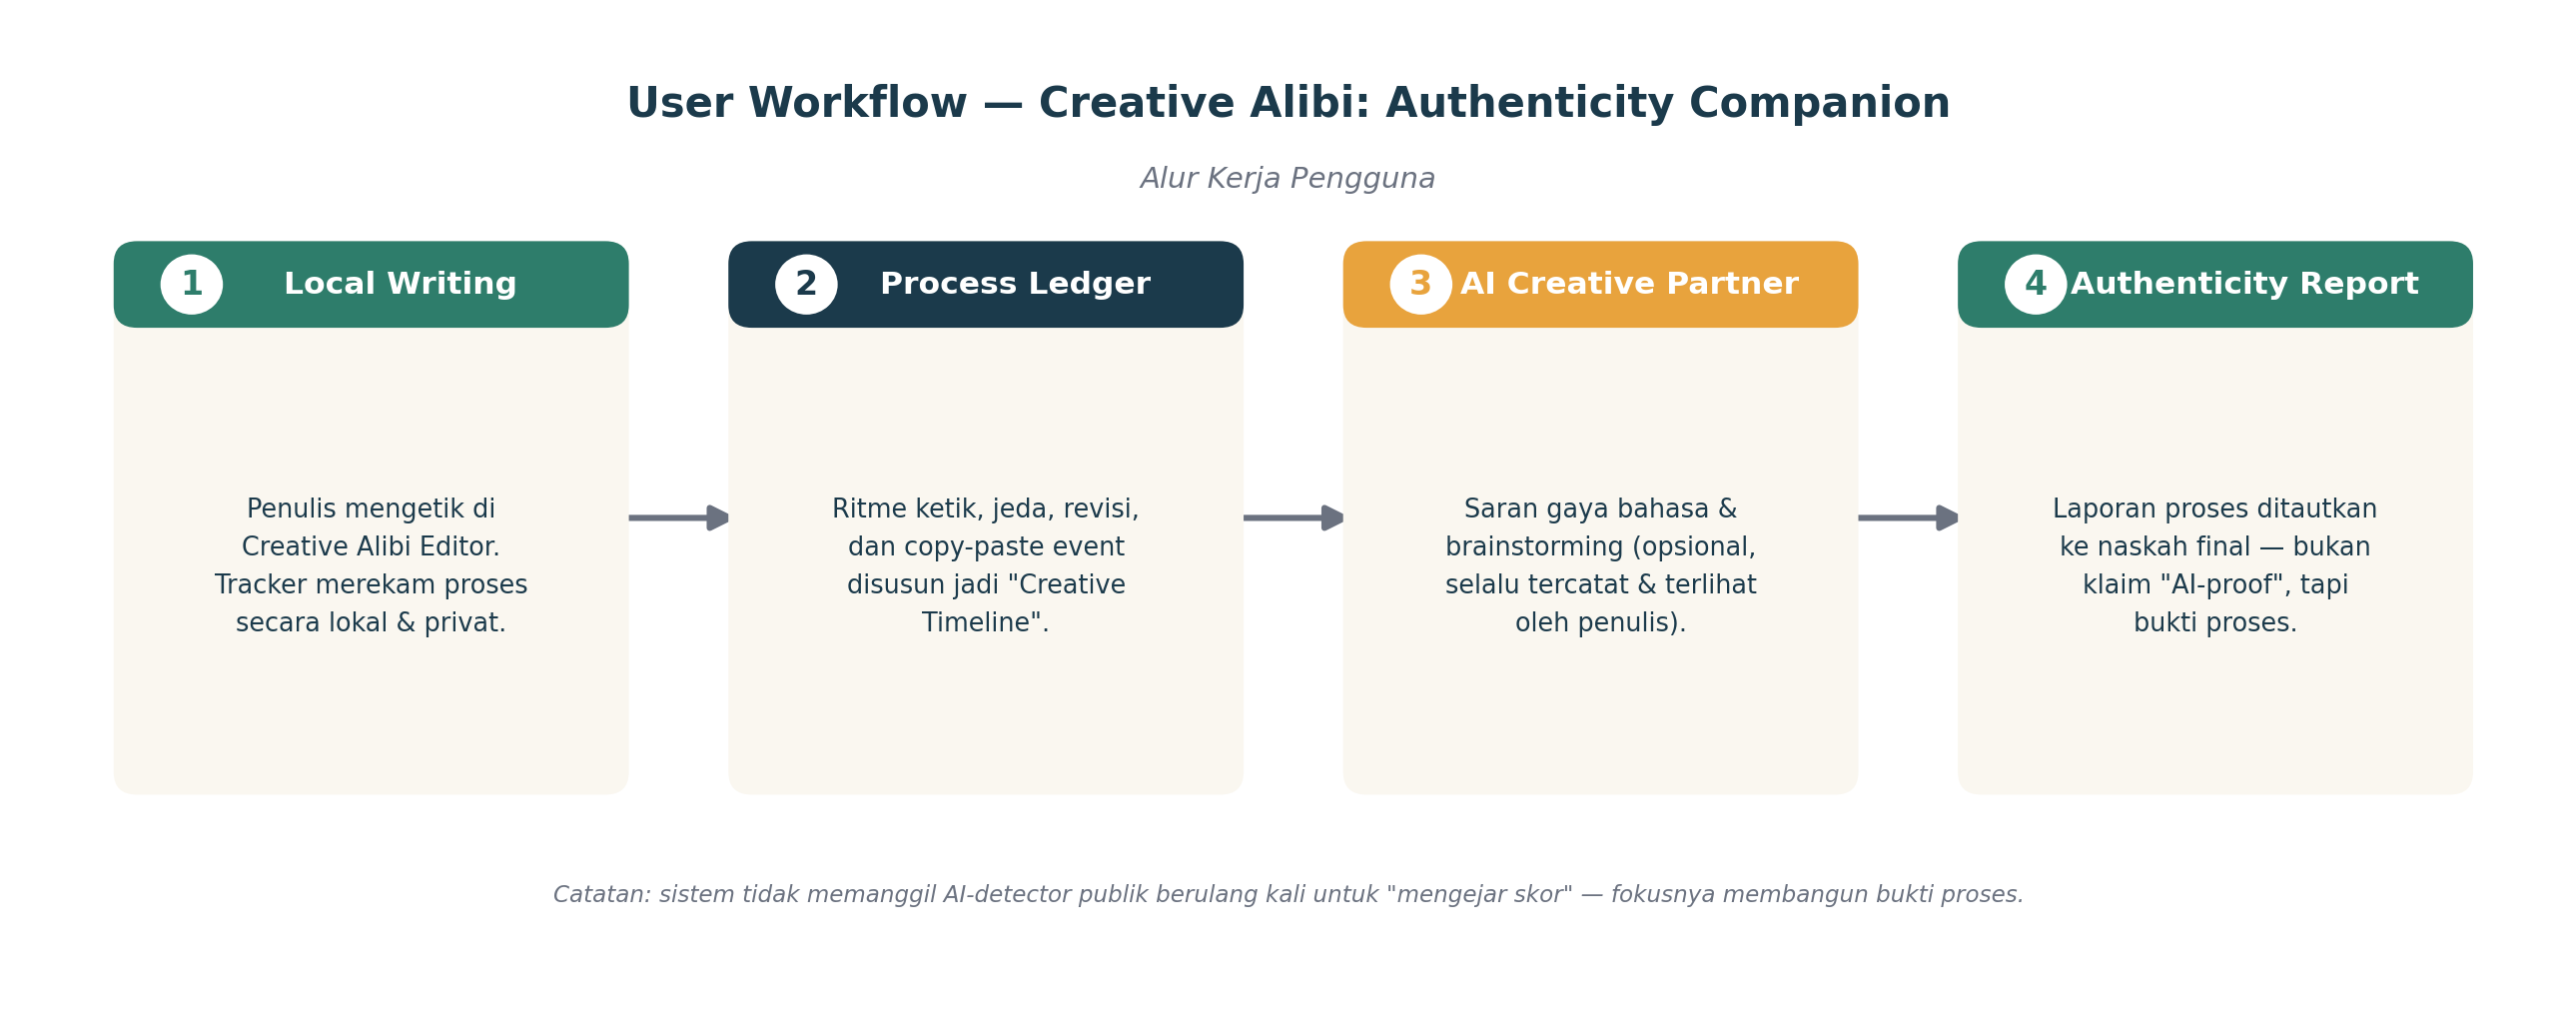 User Workflow — Creative Alibi: Authenticity Companion
Alur Kerja Pengguna
1 Local Writing
Penulis mengetik di
Creative Alibi Editor.
Tracker merekam proses
secara lokal & privat.
2 Process Ledger
Ritme ketik, jeda, revisi,
dan copy-paste event
disusun jadi "Creative
Timeline".
3 AI Creative Partner
Saran gaya bahasa &
brainstorming (opsional,
selalu tercatat & terlihat
oleh penulis).
4 Authenticity Report
Laporan proses ditautkan
ke naskah final — bukan
klaim "AI-proof", tapi
bukti proses.
Catatan: sistem tidak memanggil AI-detector publik berulang kali untuk "mengejar skor" — fokusnya membangun bukti proses.